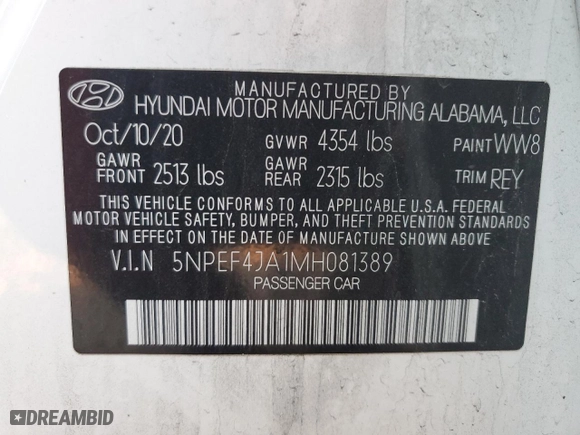 MANUFACTURED BY
HYUNDAI MOTOR MANUFACTURING ALABAMA, LLC
Oct/10/20 GVWR 4354 lbs PAINT WW8
GAWR FRONT 2513 lbs GAWR REAR 2315 lbs TRIM REY
THIS VEHICLE CONFORMS TO ALL APPLICABLE U.S.A. FEDERAL
MOTOR VEHICLE SAFETY, BUMPER, AND THEFT PREVENTION STANDARDS
IN EFFECT ON THE DATE OF MANUFACTURE SHOWN ABOVE.
V.I.N 5NPEF4JA1MH081389
PASSENGER CAR
DREAMBID